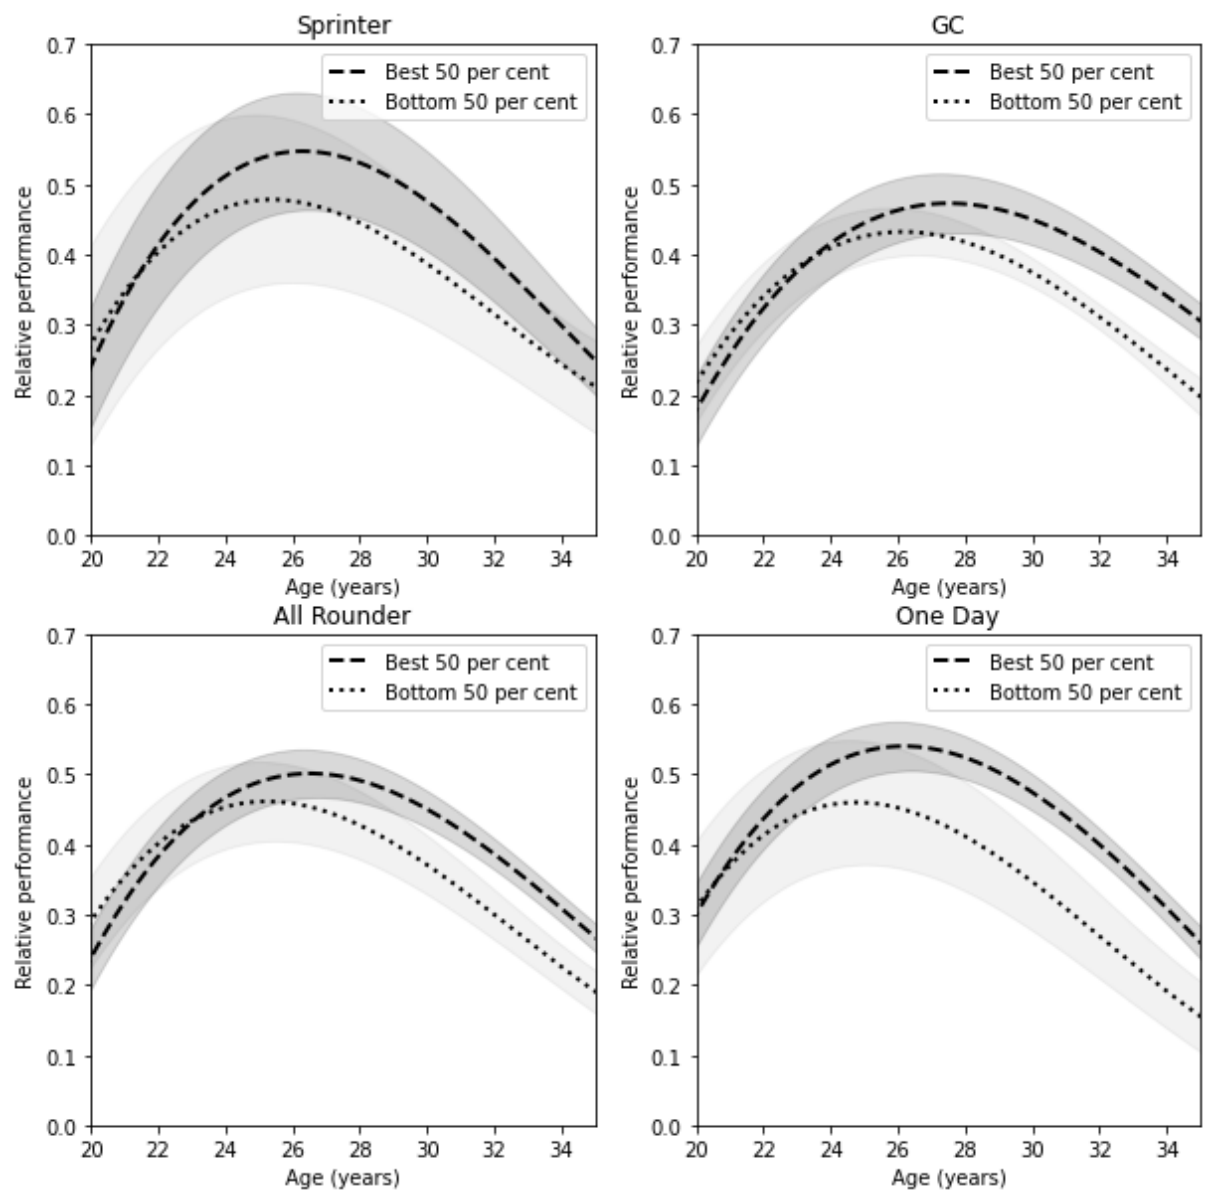 Sprinter
0.7
0.6
0.5
0.4
0.3
0.2
0.1
0.0
Relative performance
Best 50 per cent
Bottom 50 per cent
20 22 24 26 28 30 32 34
Age (years)
GC
0.7
0.6
0.5
0.4
0.3
0.2
0.1
0.0
Relative performance
Best 50 per cent
Bottom 50 per cent
20 22 24 26 28 30 32 34
Age (years)
All Rounder
0.7
0.6
0.5
0.4
0.3
0.2
0.1
0.0
Relative performance
Best 50 per cent
Bottom 50 per cent
20 22 24 26 28 30 32 34
Age (years)
One Day
0.7
0.6
0.5
0.4
0.3
0.2
0.1
0.0
Relative performance
Best 50 per cent
Bottom 50 per cent
20 22 24 26 28 30 32 34
Age (years)